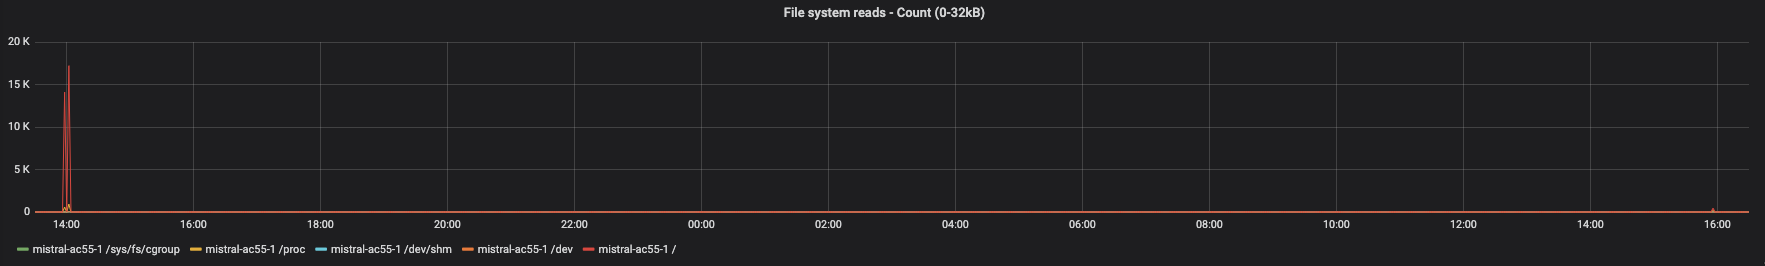 File system reads - Count (0-32kB)
20 K
15 K
10 K
5 K
0
14:00 16:00 18:00 20:00 22:00 00:00 02:00 04:00 06:00 08:00 10:00 12:00 14:00 16:00
mistral-ac55-1 /sys/fs/cgroup mistral-ac55-1 /proc mistral-ac55-1 /dev/shm mistral-ac55-1 /dev mistral-ac55-1 /